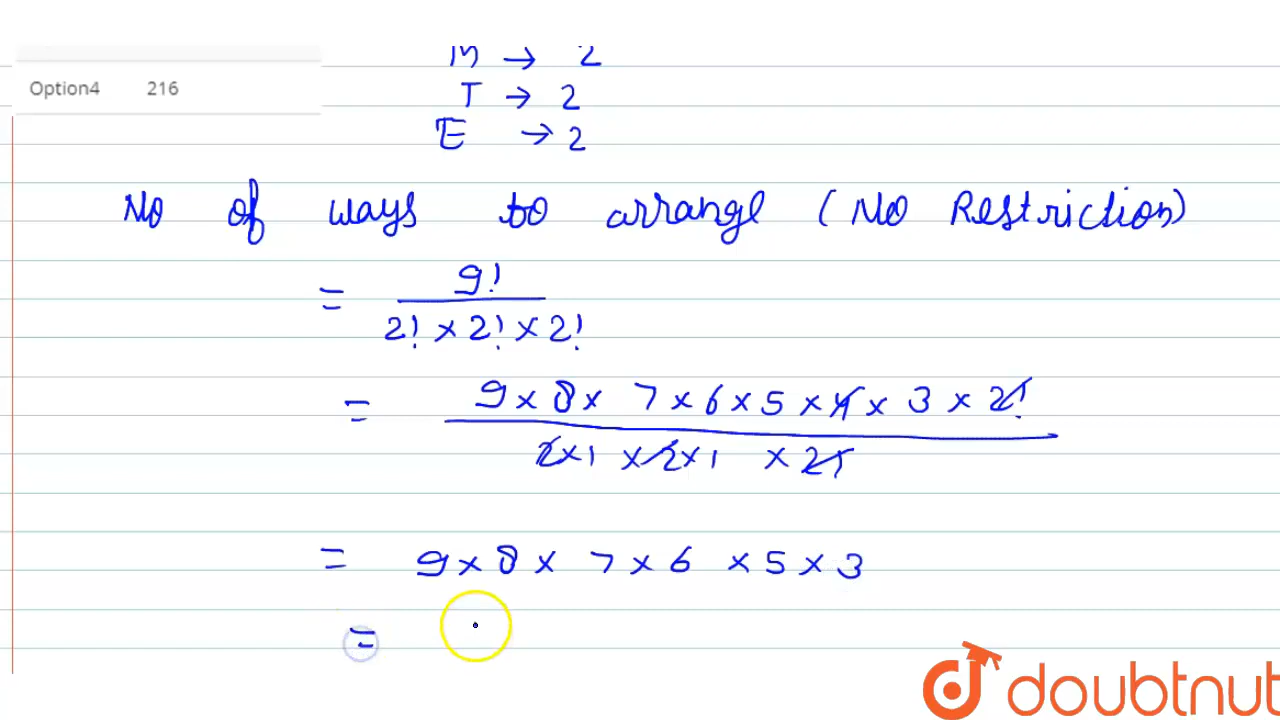 M → 2
Option4 216
T → 2
E → 2
No of ways to arrange (No Restriction)
= 9!
2! × 2! × 2!
= 9 × 8 × 7 × 6 × 5 × 4 × 3 × 2!
2×1 × 2×1 × 2!
= 9 × 8 × 7 × 6 × 5 × 3
=
doubtnut